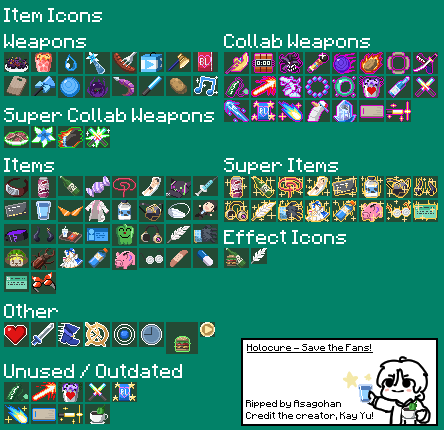 Item Icons
Weapons
Collab Weapons
BL
Super Collab Weapons
Items
Super Items
Effect Icons
Other
Unused / Outdated
Holocure - Save the Fans!
Ripped by Asagohan
Credit the creator, Kay Yu!